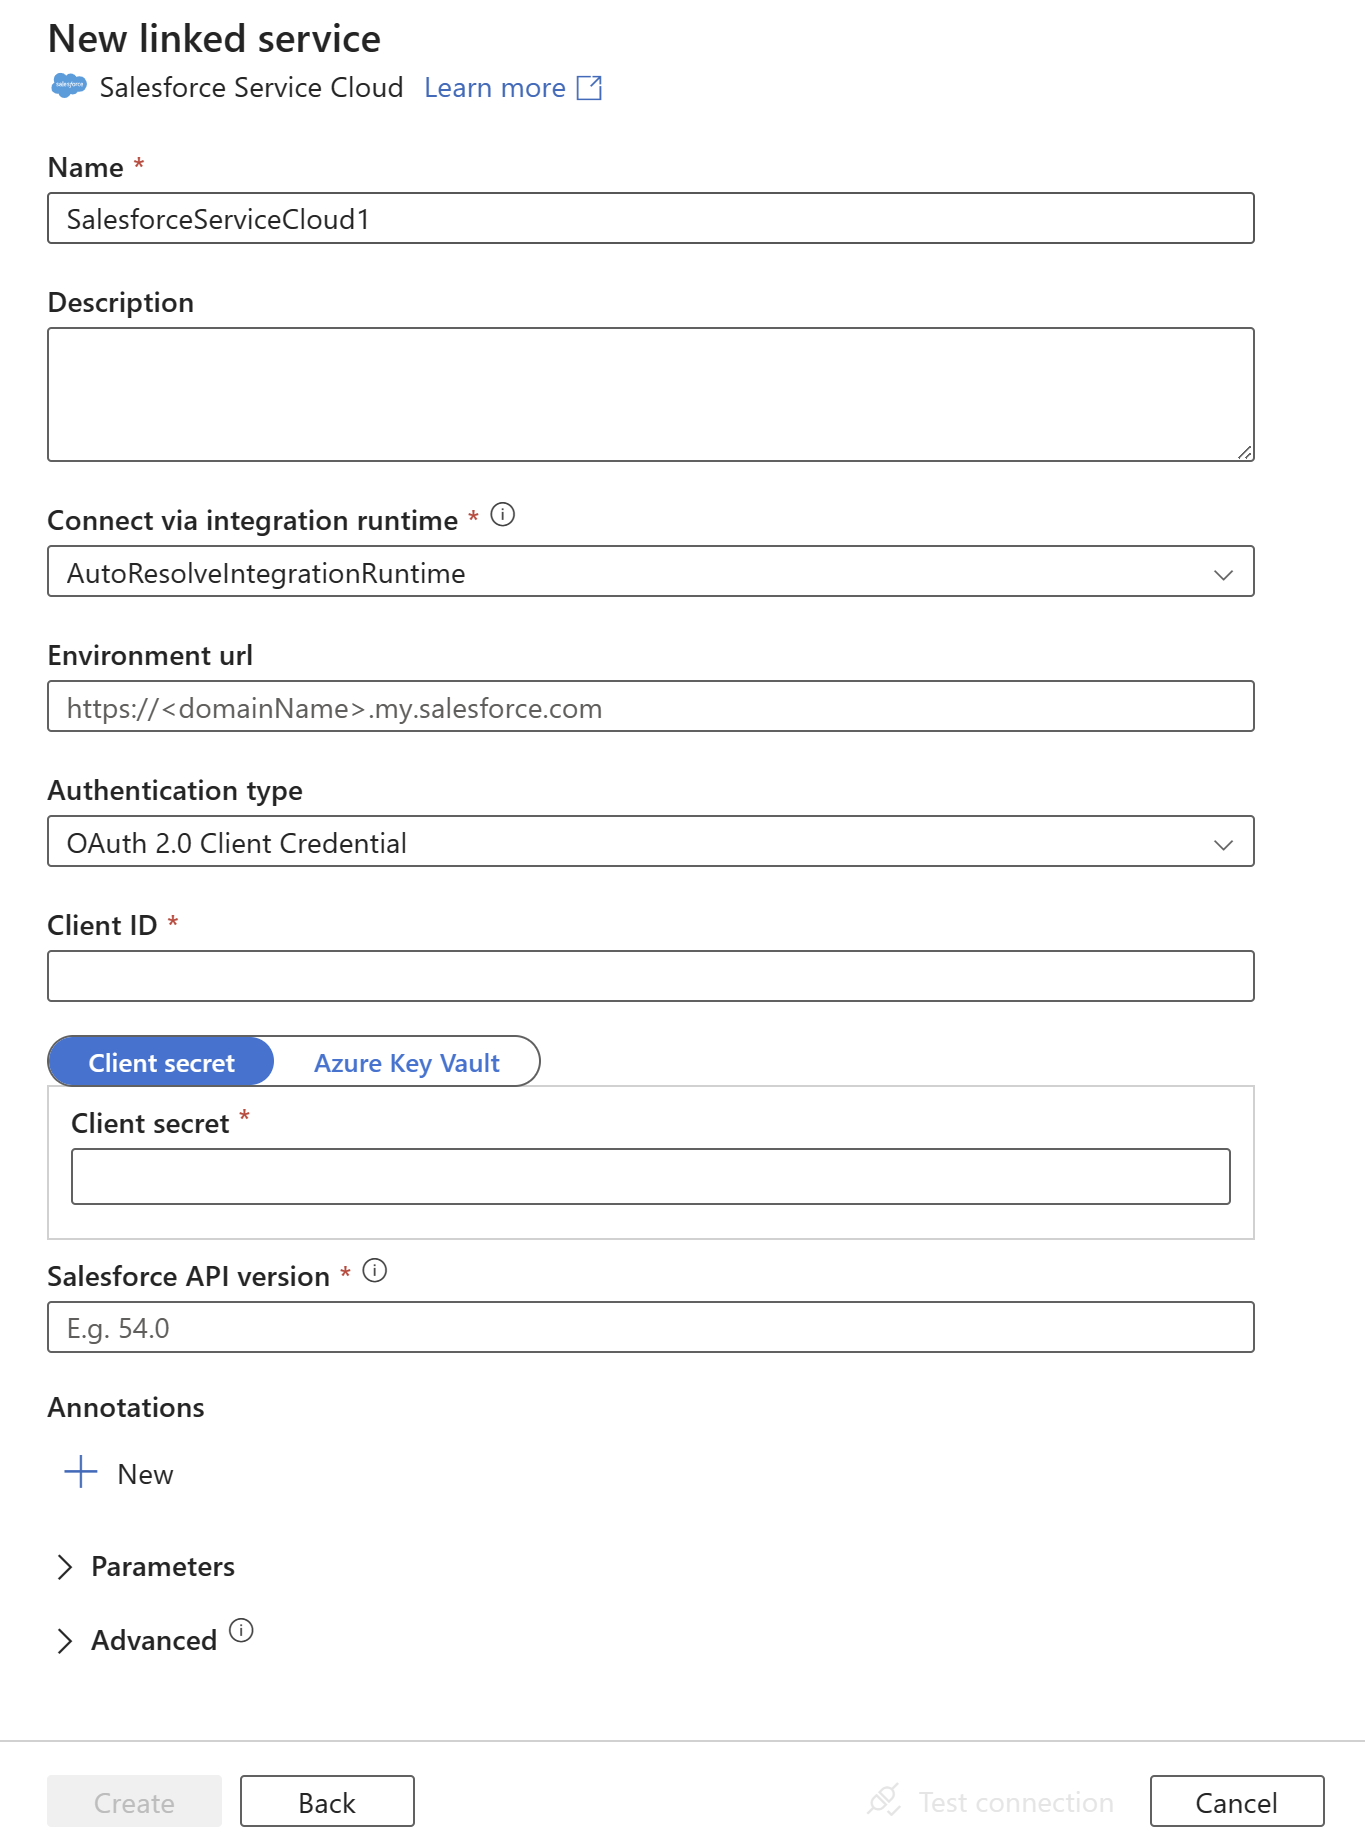 New linked service
salesforce Salesforce Service Cloud Learn more
Name *
SalesforceServiceCloud1
Description
Connect via integration runtime *
AutoResolveIntegrationRuntime
Environment url
https://<domainName>.my.salesforce.com
Authentication type
OAuth 2.0 Client Credential
Client ID *
Client secret Azure Key Vault
Client secret *
Salesforce API version *
E.g. 54.0
Annotations
New
Parameters
Advanced
Create Back Test connection Cancel